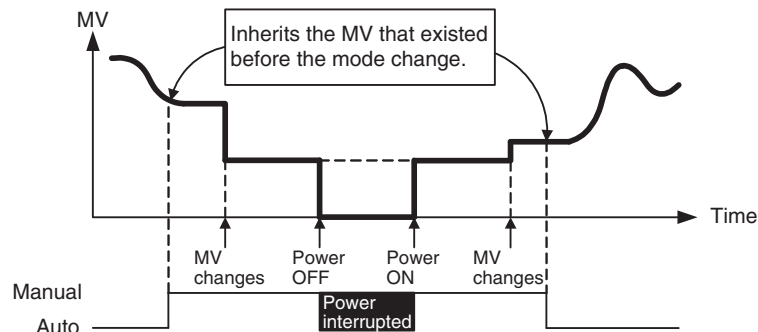 MV
Inherits the MV that existed
before the mode change.
Time
MV
changes
Power
OFF
Power
ON
MV
changes
Manual
Power
interrupted
Auto